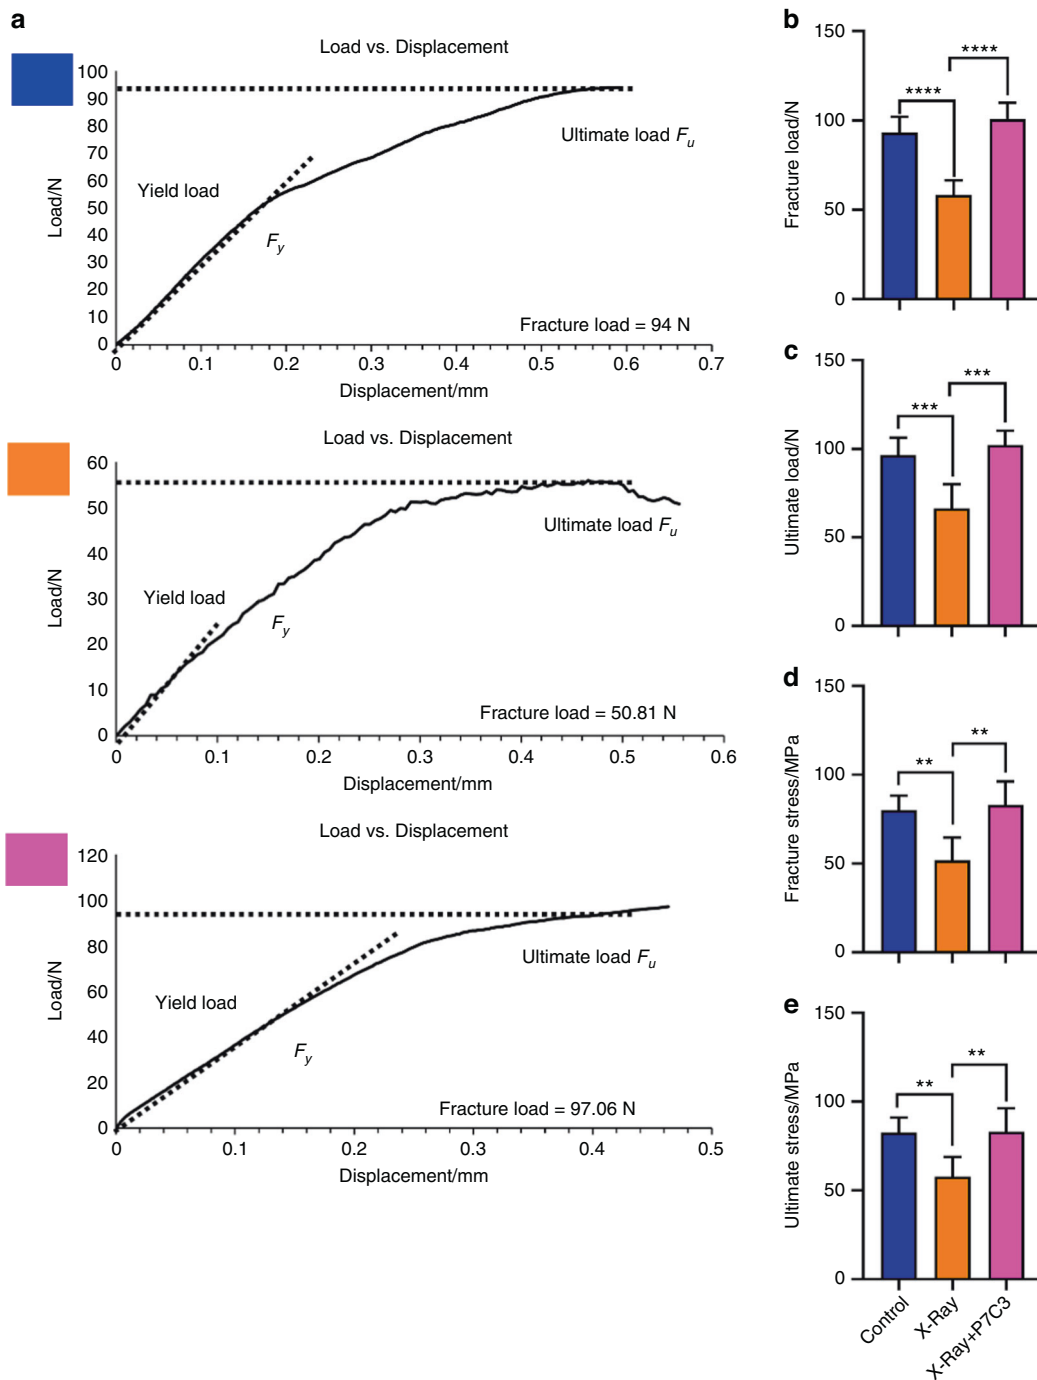 a
Load vs. Displacement
100
90
80
70
60
50
40
30
20
10
0
Load/N
Yield load
Fy
Ultimate load Fu
Fracture load = 94 N
0 0.1 0.2 0.3 0.4 0.5 0.6 0.7
Displacement/mm
Load vs. Displacement
60
50
40
30
20
10
0
Load/N
Yield load
Fy
Ultimate load Fu
Fracture load = 50.81 N
0 0.1 0.2 0.3 0.4 0.5 0.6
Displacement/mm
Load vs. Displacement
120
100
80
60
40
20
0
Load/N
Yield load
Fy
Ultimate load Fu
Fracture load = 97.06 N
0 0.1 0.2 0.3 0.4 0.5
Displacement/mm
b
150
100
50
0
Fracture load/N
**** ****
c
150
100
50
0
Ultimate load/N
*** ***
d
150
100
50
0
Fracture stress/MPa
** **
e
150
100
50
0
Ultimate stress/MPa
** **
Control
X-Ray
X-Ray+P7C3